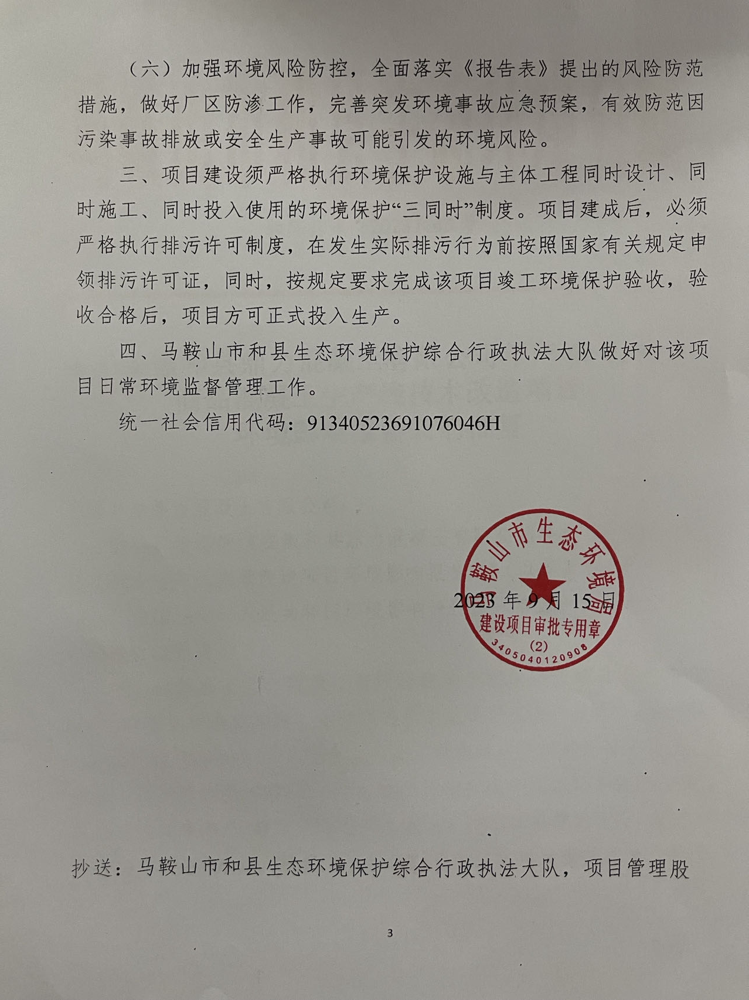 （六）加强环境风险防控，全面落实《报告表》提出的风险防范
措施，做好厂区防渗工作，完善突发环境事故应急预案，有效防范因
污染事故排放或安全生产事故可能引发的环境风险。
三、项目建设须严格执行环境保护设施与主体工程同时设计、同
时施工、同时投入使用的环境保护“三同时”制度。项目建成后，必须
严格执行排污许可制度，在发生实际排污行为前按照国家有关规定申
领排污许可证，同时，按规定要求完成该项目竣工环境保护验收，验
收合格后，项目方可正式投入生产。
四、马鞍山市和县生态环境保护综合行政执法大队做好对该项
目日常环境监督管理工作。
统一社会信用代码：91340523691076046H
马鞍山市生态环境局
2023 年 9 月 15 日
建设项目审批专用章
(2)
3405040120908
抄送：马鞍山市和县生态环境保护综合行政执法大队，项目管理股
3